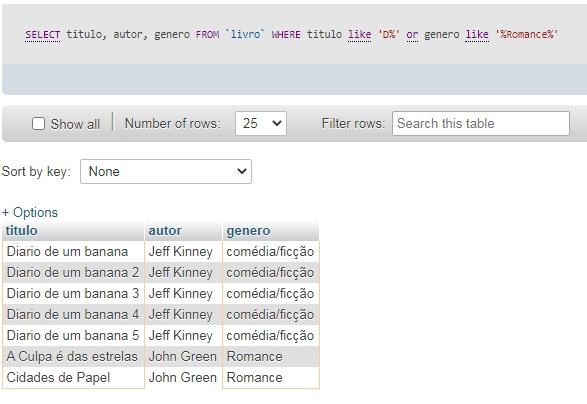 SELECT titulo, autor, genero FROM `livro` WHERE titulo like 'D%' or genero like '%Romance%'
Show all Number of rows: 25 Filter rows: Search this table
Sort by key: None
+ Options
titulo autor genero
Diario de um banana Jeff Kinney comédia/ficção
Diario de um banana 2 Jeff Kinney comédia/ficção
Diario de um banana 3 Jeff Kinney comédia/ficção
Diario de um banana 4 Jeff Kinney comédia/ficção
Diario de um banana 5 Jeff Kinney comédia/ficção
A Culpa é das estrelas John Green Romance
Cidades de Papel John Green Romance